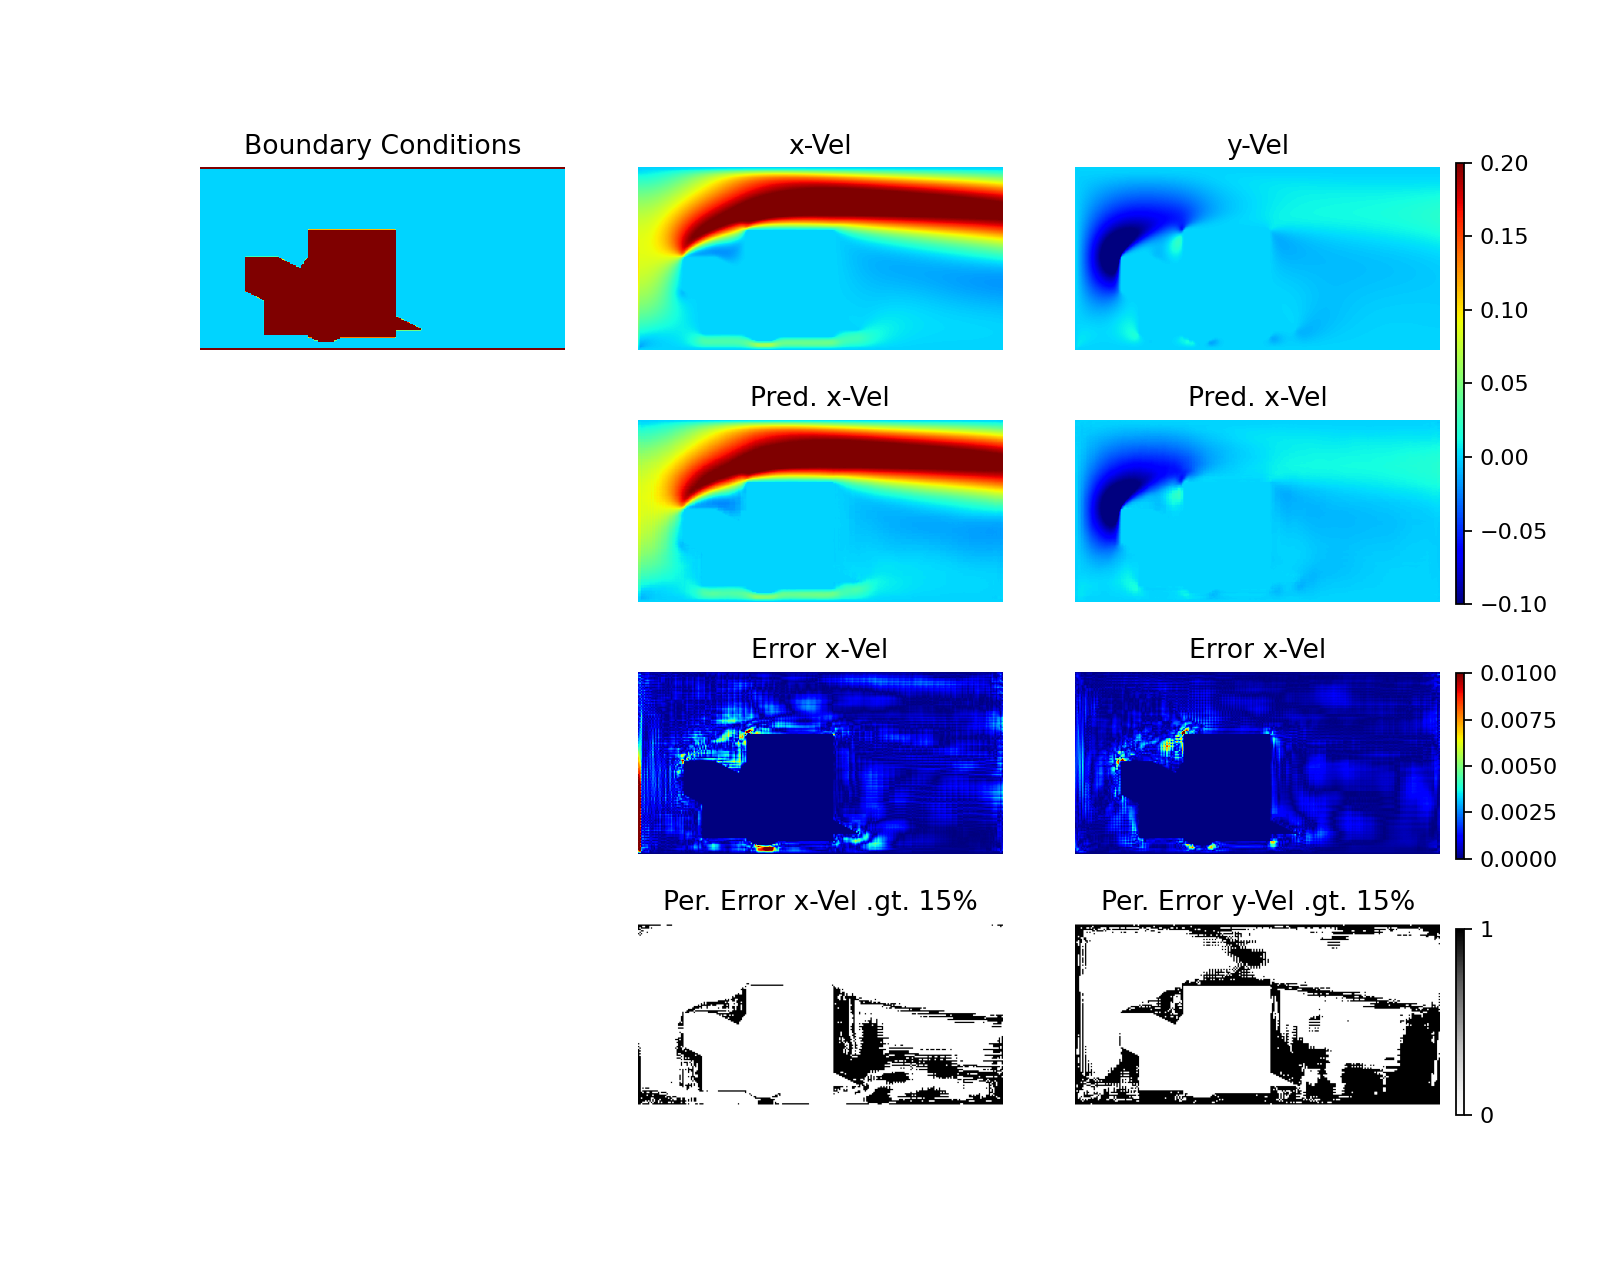 Boundary Conditions
x-Vel
y-Vel
0.20
0.15
0.10
0.05
0.00
−0.05
−0.10
Pred. x-Vel
Pred. x-Vel
Error x-Vel
Error x-Vel
0.0100
0.0075
0.0050
0.0025
0.0000
Per. Error x-Vel .gt. 15%
Per. Error y-Vel .gt. 15%
1
0